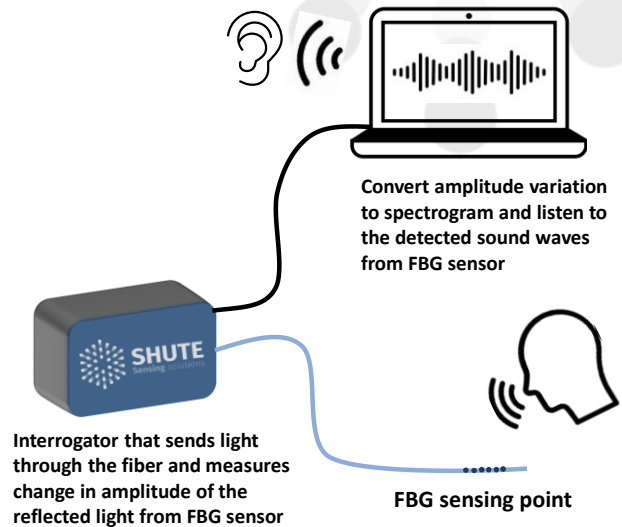 Convert amplitude variation
to spectrogram and listen to
the detected sound waves
from FBG sensor
SHUTE
Sensing solutions
Interrogator that sends light
through the fiber and measures
change in amplitude of the
reflected light from FBG sensor
FBG sensing point